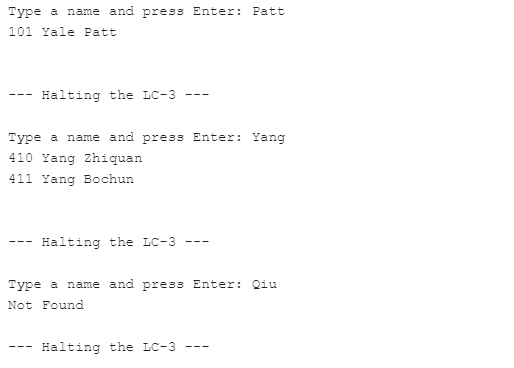 Type a name and press Enter: Patt
101 Yale Patt
--- Halting the LC-3 ---
Type a name and press Enter: Yang
410 Yang Zhiquan
411 Yang Bochun
--- Halting the LC-3 ---
Type a name and press Enter: Qiu
Not Found
--- Halting the LC-3 ---